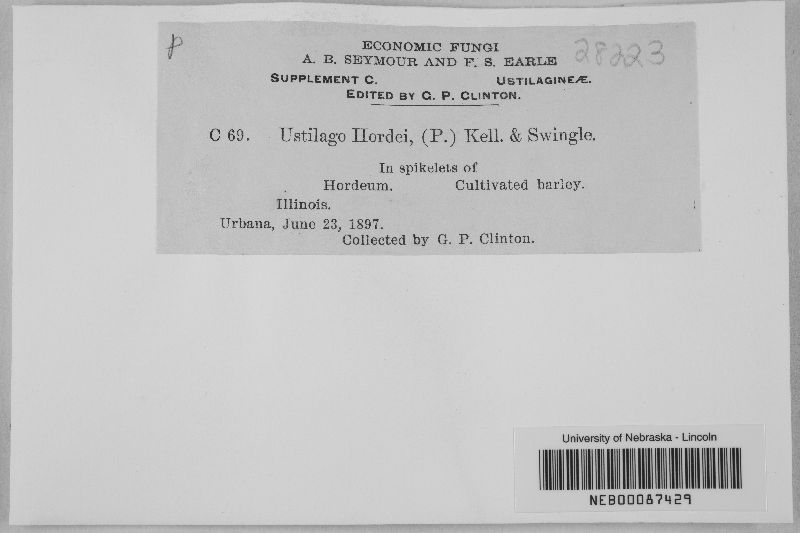 P
ECONOMIC FUNGI
A. B. SEYMOUR AND F. S. EARLE
28223
SUPPLEMENT C. USTILAGINEÆ.
EDITED BY G. P. CLINTON.
C 69. Ustilago Hordei, (P.) Kell. & Swingle.
In spikelets of
Hordeum. Cultivated barley.
Illinois.
Urbana, June 23, 1897.
Collected by G. P. Clinton.
University of Nebraska - Lincoln
NEB00087429